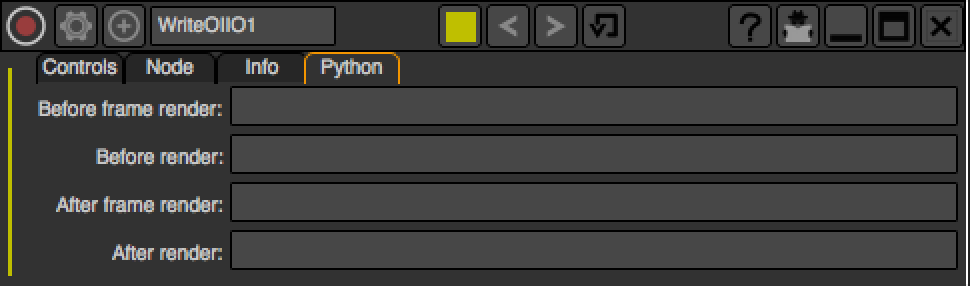 WriteOIIO1
?
Controls Node Info Python
Before frame render:
Before render:
After frame render:
After render: